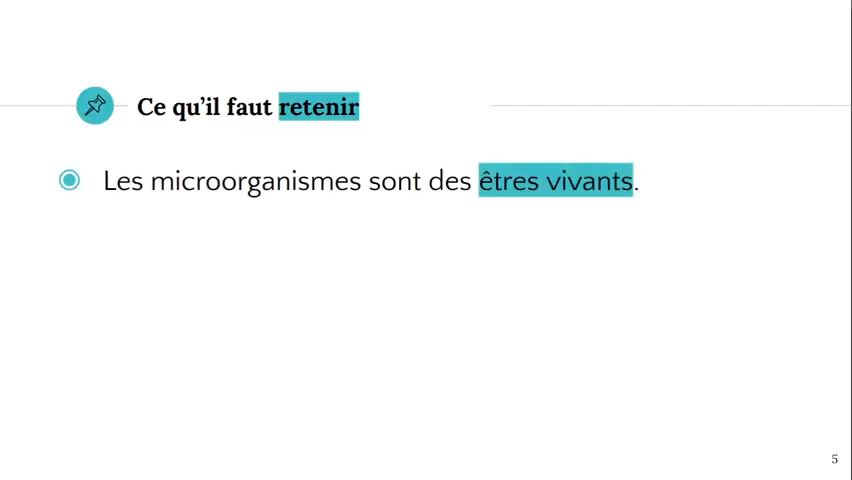 Ce qu’il faut retenir
Les microorganismes sont des êtres vivants.
5